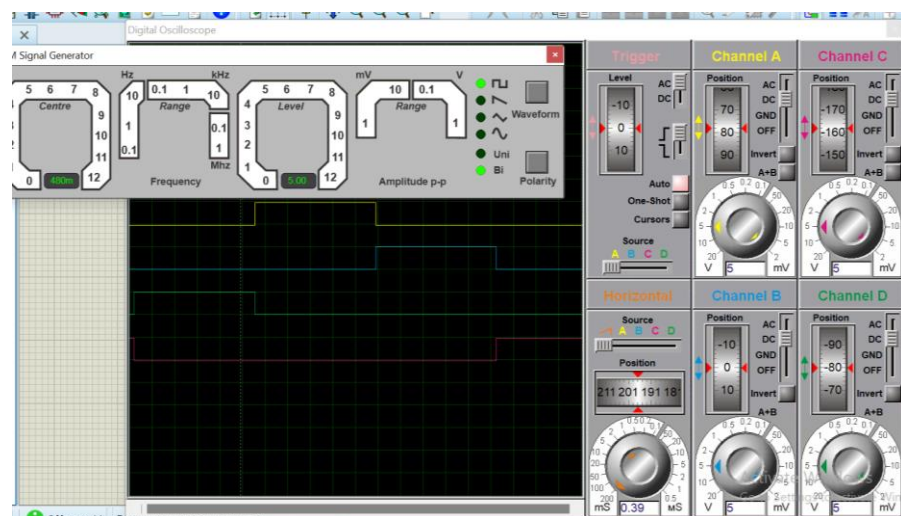 Digital Oscilloscope
M Signal Generator
Hz kHz mV V
5 6 7 8 10 0.1 1 10 5 6 7 8 10 0.1
Centre Range Level Range Waveform
9 4 9
10 1 0.1 3 10 1 1
11 0.1 1 2 11
0 480m 12 Mhz 1 0 5.00 12
Uni
Bi
Frequency Amplitude p-p Polarity
Trigger
Level AC
DC
-10
0
10
Auto
One-Shot
Cursors
Source
A B C D
Channel A
Position AC
DC
GND
OFF
70
80
90
Invert
A+B
V 5 mV
Channel C
Position AC
DC
GND
OFF
-170
-160
-150
Invert
A+B
V 5 mV
Horizontal
Source
A B C D
Position
211 201 191 18
mS 0.39 µS
Channel B
Position AC
DC
GND
OFF
-10
0
10
Invert
A+B
V 5 mV
Channel D
Position AC
DC
GND
OFF
-90
-80
-70
Invert
A+B
V 5 mV